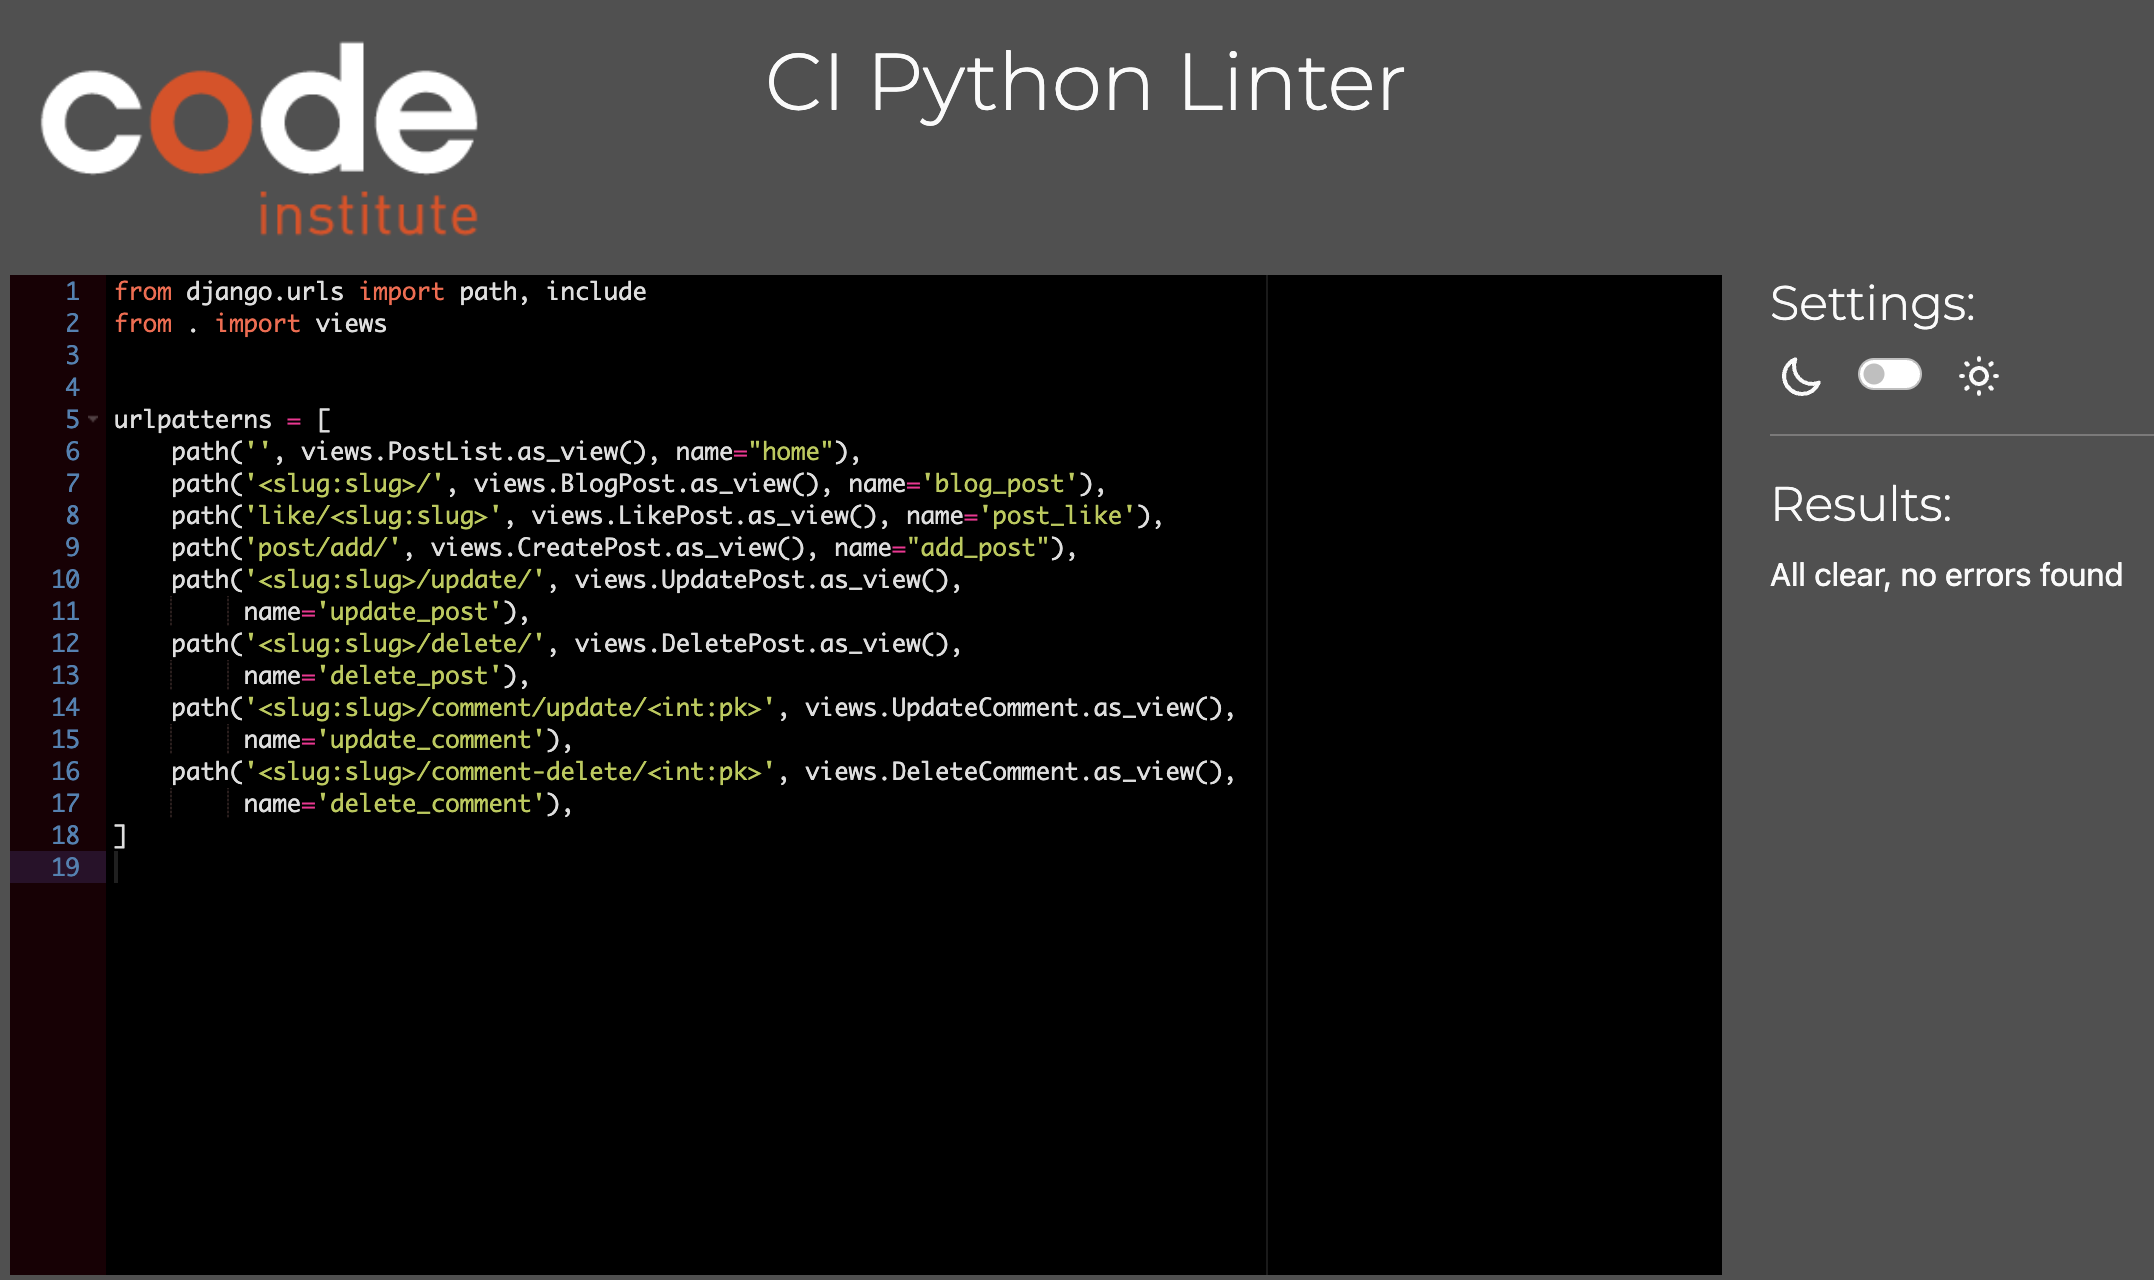 code
institute
CI Python Linter
1 from django.urls import path, include
2 from . import views
3
4
5 urlpatterns = [
6     path('', views.PostList.as_view(), name="home"),
7     path('<slug:slug>/', views.BlogPost.as_view(), name='blog_post'),
8     path('like/<slug:slug>', views.LikePost.as_view(), name='post_like'),
9     path('post/add/', views.CreatePost.as_view(), name="add_post"),
10     path('<slug:slug>/update/', views.UpdatePost.as_view(),
11          name='update_post'),
12     path('<slug:slug>/delete/', views.DeletePost.as_view(),
13          name='delete_post'),
14     path('<slug:slug>/comment/update/<int:pk>', views.UpdateComment.as_view(),
15          name='update_comment'),
16     path('<slug:slug>/comment-delete/<int:pk>', views.DeleteComment.as_view(),
17          name='delete_comment'),
18 ]
19
Settings:
Results:
All clear, no errors found